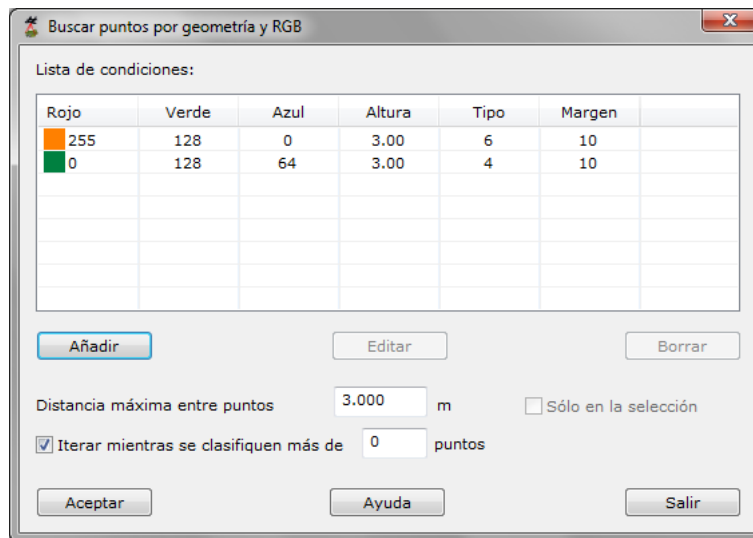 Buscar puntos por geometría y RGB
Lista de condiciones:
Rojo Verde Azul Altura Tipo Margen
255 128 0 3.00 6 10
0 128 64 3.00 4 10
Añadir Editar Borrar
Distancia máxima entre puntos 3.000 m Sólo en la selección
Iterar mientras se clasifiquen más de 0 puntos
Aceptar Ayuda Salir